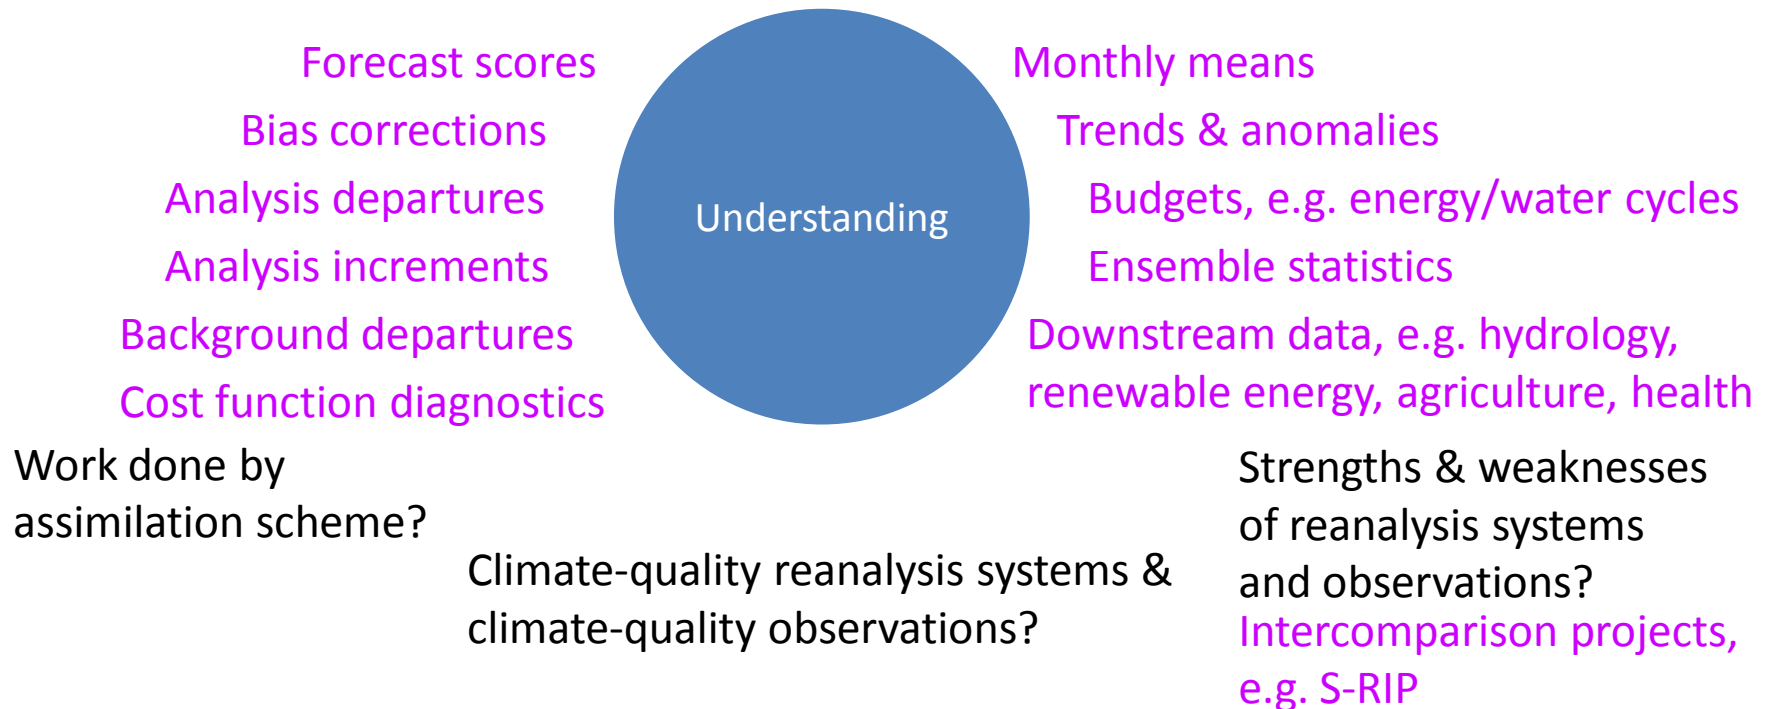 Forecast scores
Bias corrections
Analysis departures
Analysis increments
Background departures
Cost function diagnostics
Understanding
Monthly means
Trends & anomalies
Budgets, e.g. energy/water cycles
Ensemble statistics
Downstream data, e.g. hydrology,
renewable energy, agriculture, health
Work done by
assimilation scheme?
Climate-quality reanalysis systems &
climate-quality observations?
Strengths & weaknesses
of reanalysis systems
and observations?
Intercomparison projects,
e.g. S-RIP